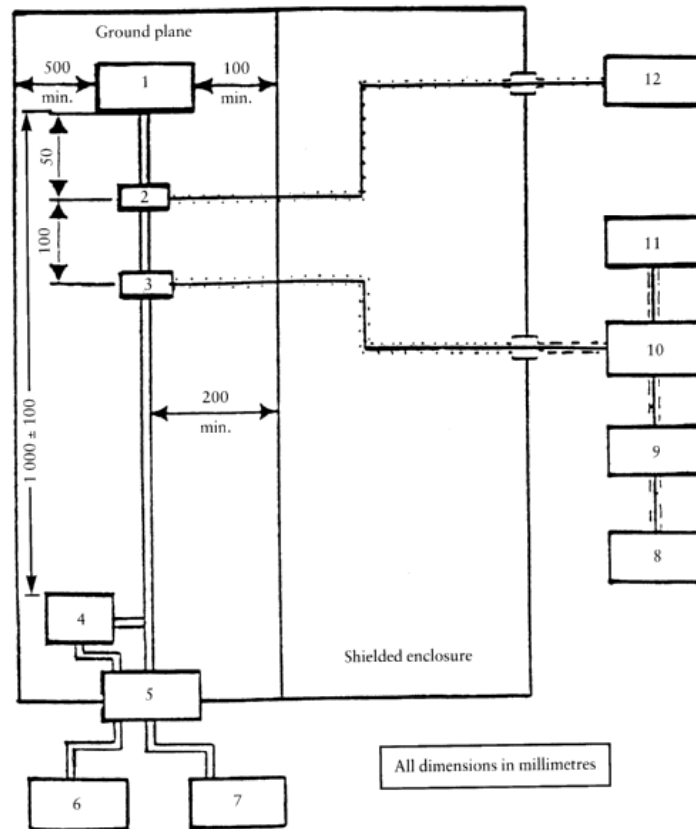 Ground plane
500
min.
1
100
min.
12
50
2
100
11
3
10
200
min.
1 000 ± 100
9
4
8
Shielded enclosure
5
All dimensions in millimetres
6
7